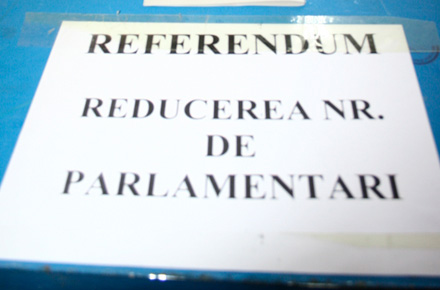 REFERENDUM
REDUCEREA NR.
DE
PARLAMENTARI